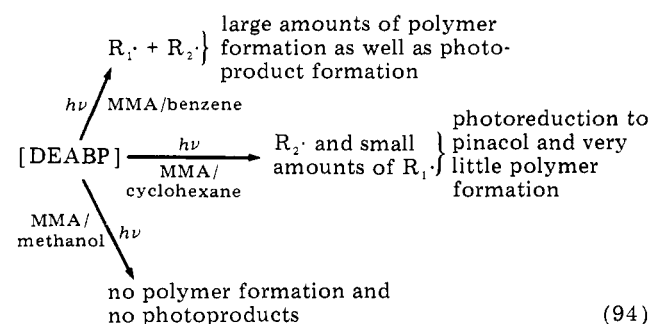 R₁· + R₂·} large amounts of polymer
formation as well as photo-
product formation
hν MMA/benzene
[DEABP] hν
MMA/
cyclohexane
R₂· and small
amounts of R₁·} photoreduction to
pinacol and very
little polymer
formation
MMA/
methanol hν
no polymer formation and
no photoproducts (94)